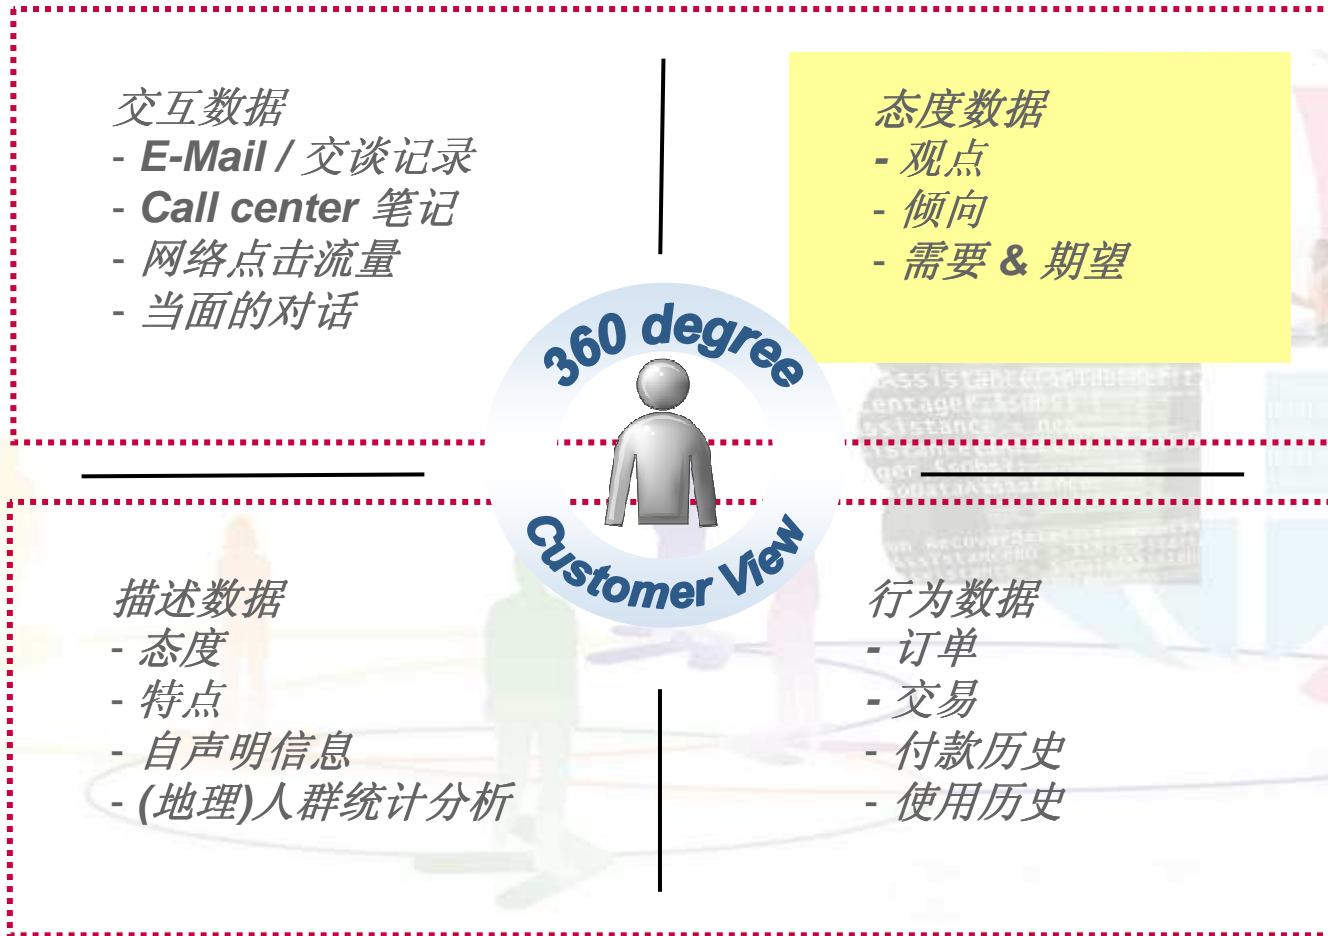 交互数据
- E-Mail / 交谈记录
- Call center 笔记
- 网络点击流量
- 当面的对话
态度数据
- 观点
- 倾向
- 需要 & 期望
360 degree
Customer View
描述数据
- 态度
- 特点
- 自声明信息
- (地理)人群统计分析
行为数据
- 订单
- 交易
- 付款历史
- 使用历史